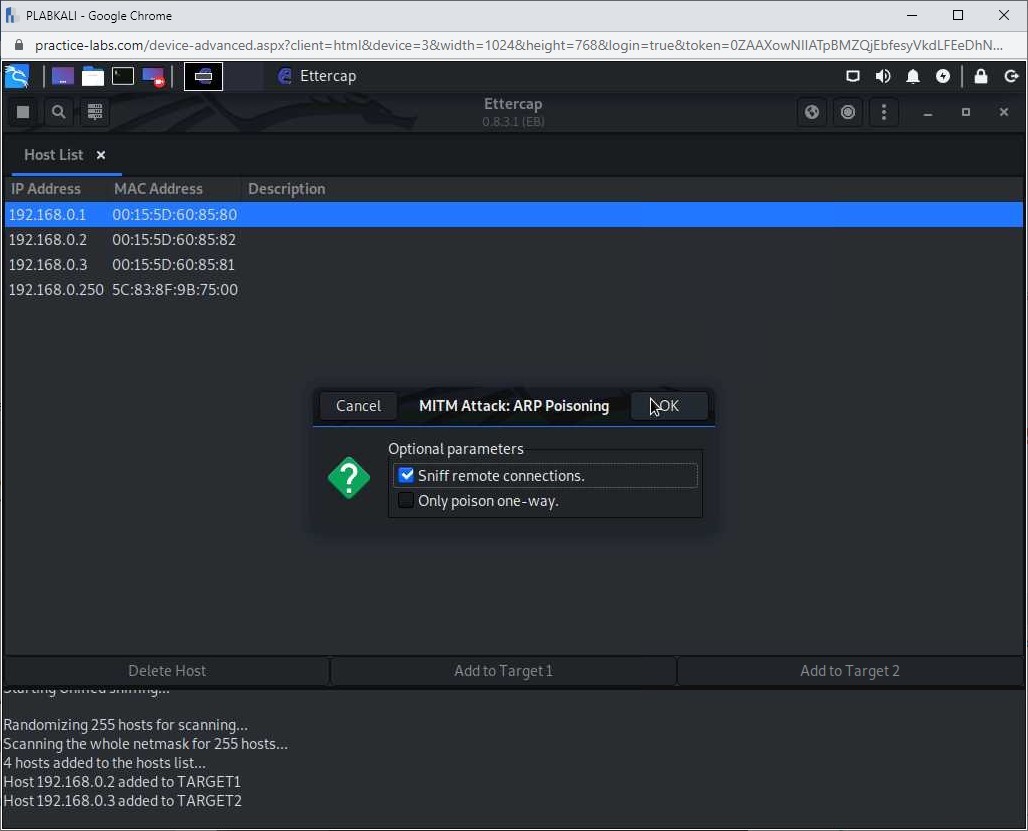 PLABKALI - Google Chrome
practice-labs.com/device-advanced.aspx?client=html&device=3&width=1024&height=768&login=true&token=0ZAAXowNIIATpBMZQjEbfesyVkdLFEeDhN...
Ettercap
Ettercap
0.8.3.1 (EB)
Host List
IP Address MAC Address Description
192.168.0.1 00:15:5D:60:85:80
192.168.0.2 00:15:5D:60:85:82
192.168.0.3 00:15:5D:60:85:81
192.168.0.250 5C:83:8F:9B:75:00
Cancel MITM Attack: ARP Poisoning OK
Optional parameters
Sniff remote connections.
Only poison one-way.
Delete Host Add to Target 1 Add to Target 2
Starting Unified sniffing...
Randomizing 255 hosts for scanning...
Scanning the whole netmask for 255 hosts...
4 hosts added to the hosts list...
Host 192.168.0.2 added to TARGET1
Host 192.168.0.3 added to TARGET2